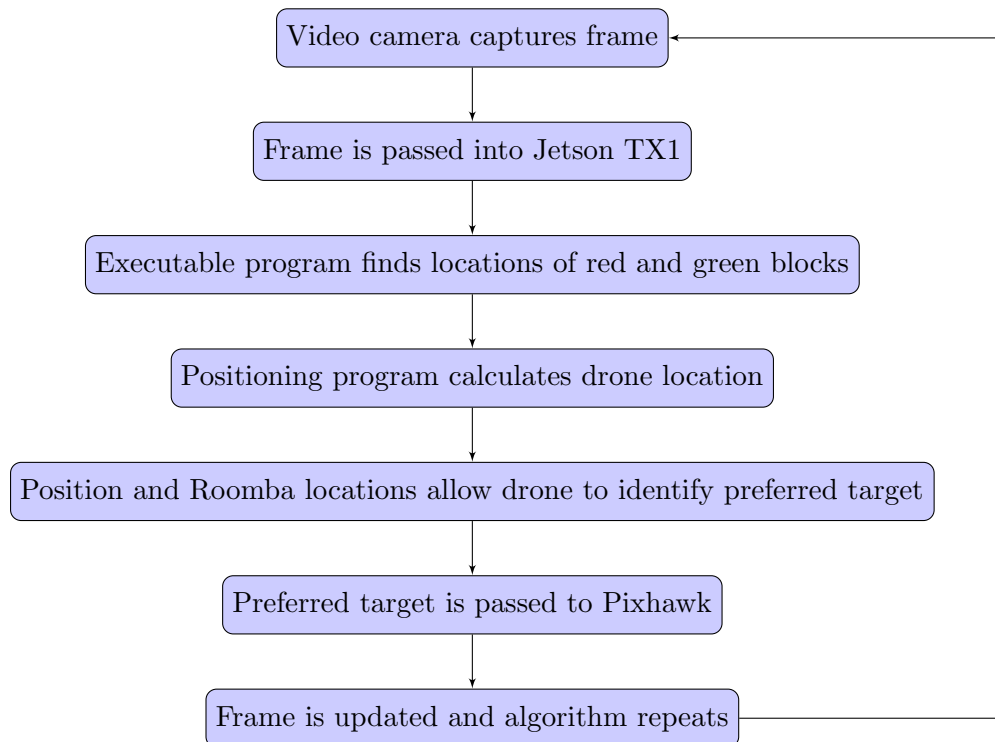 Video camera captures frame
Frame is passed into Jetson TX1
Executable program finds locations of red and green blocks
Positioning program calculates drone location
Position and Roomba locations allow drone to identify preferred target
Preferred target is passed to Pixhawk
Frame is updated and algorithm repeats